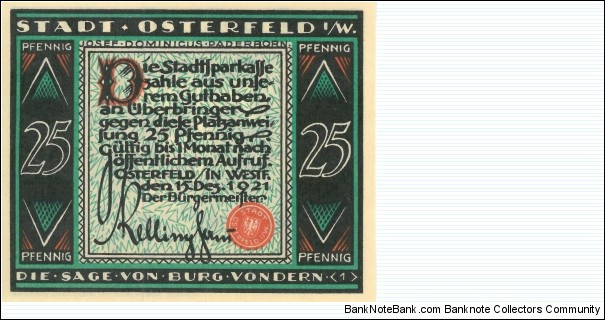 STADT · OSTERFELD I/W.
PFENNIG JOSEF·DOMINICUS·PADERBORN PFENNIG
Die Stadtsparkasse
zahle aus unse-
rem Guthaben
an Überbringer
gegen diese Platzanwei-
sung 25 Pfennig
Gültig bis 1 Monat nach
öffentlichem Aufruf.
OSTERFELD IN WESTF.
den 15. Dez. 1921
Der Bürgermeister
25 25
PFENNIG PFENNIG
DIE·SAGE·VON·BURG·VONDERN·<1>
BankNoteBank.com Banknote Collectors Community